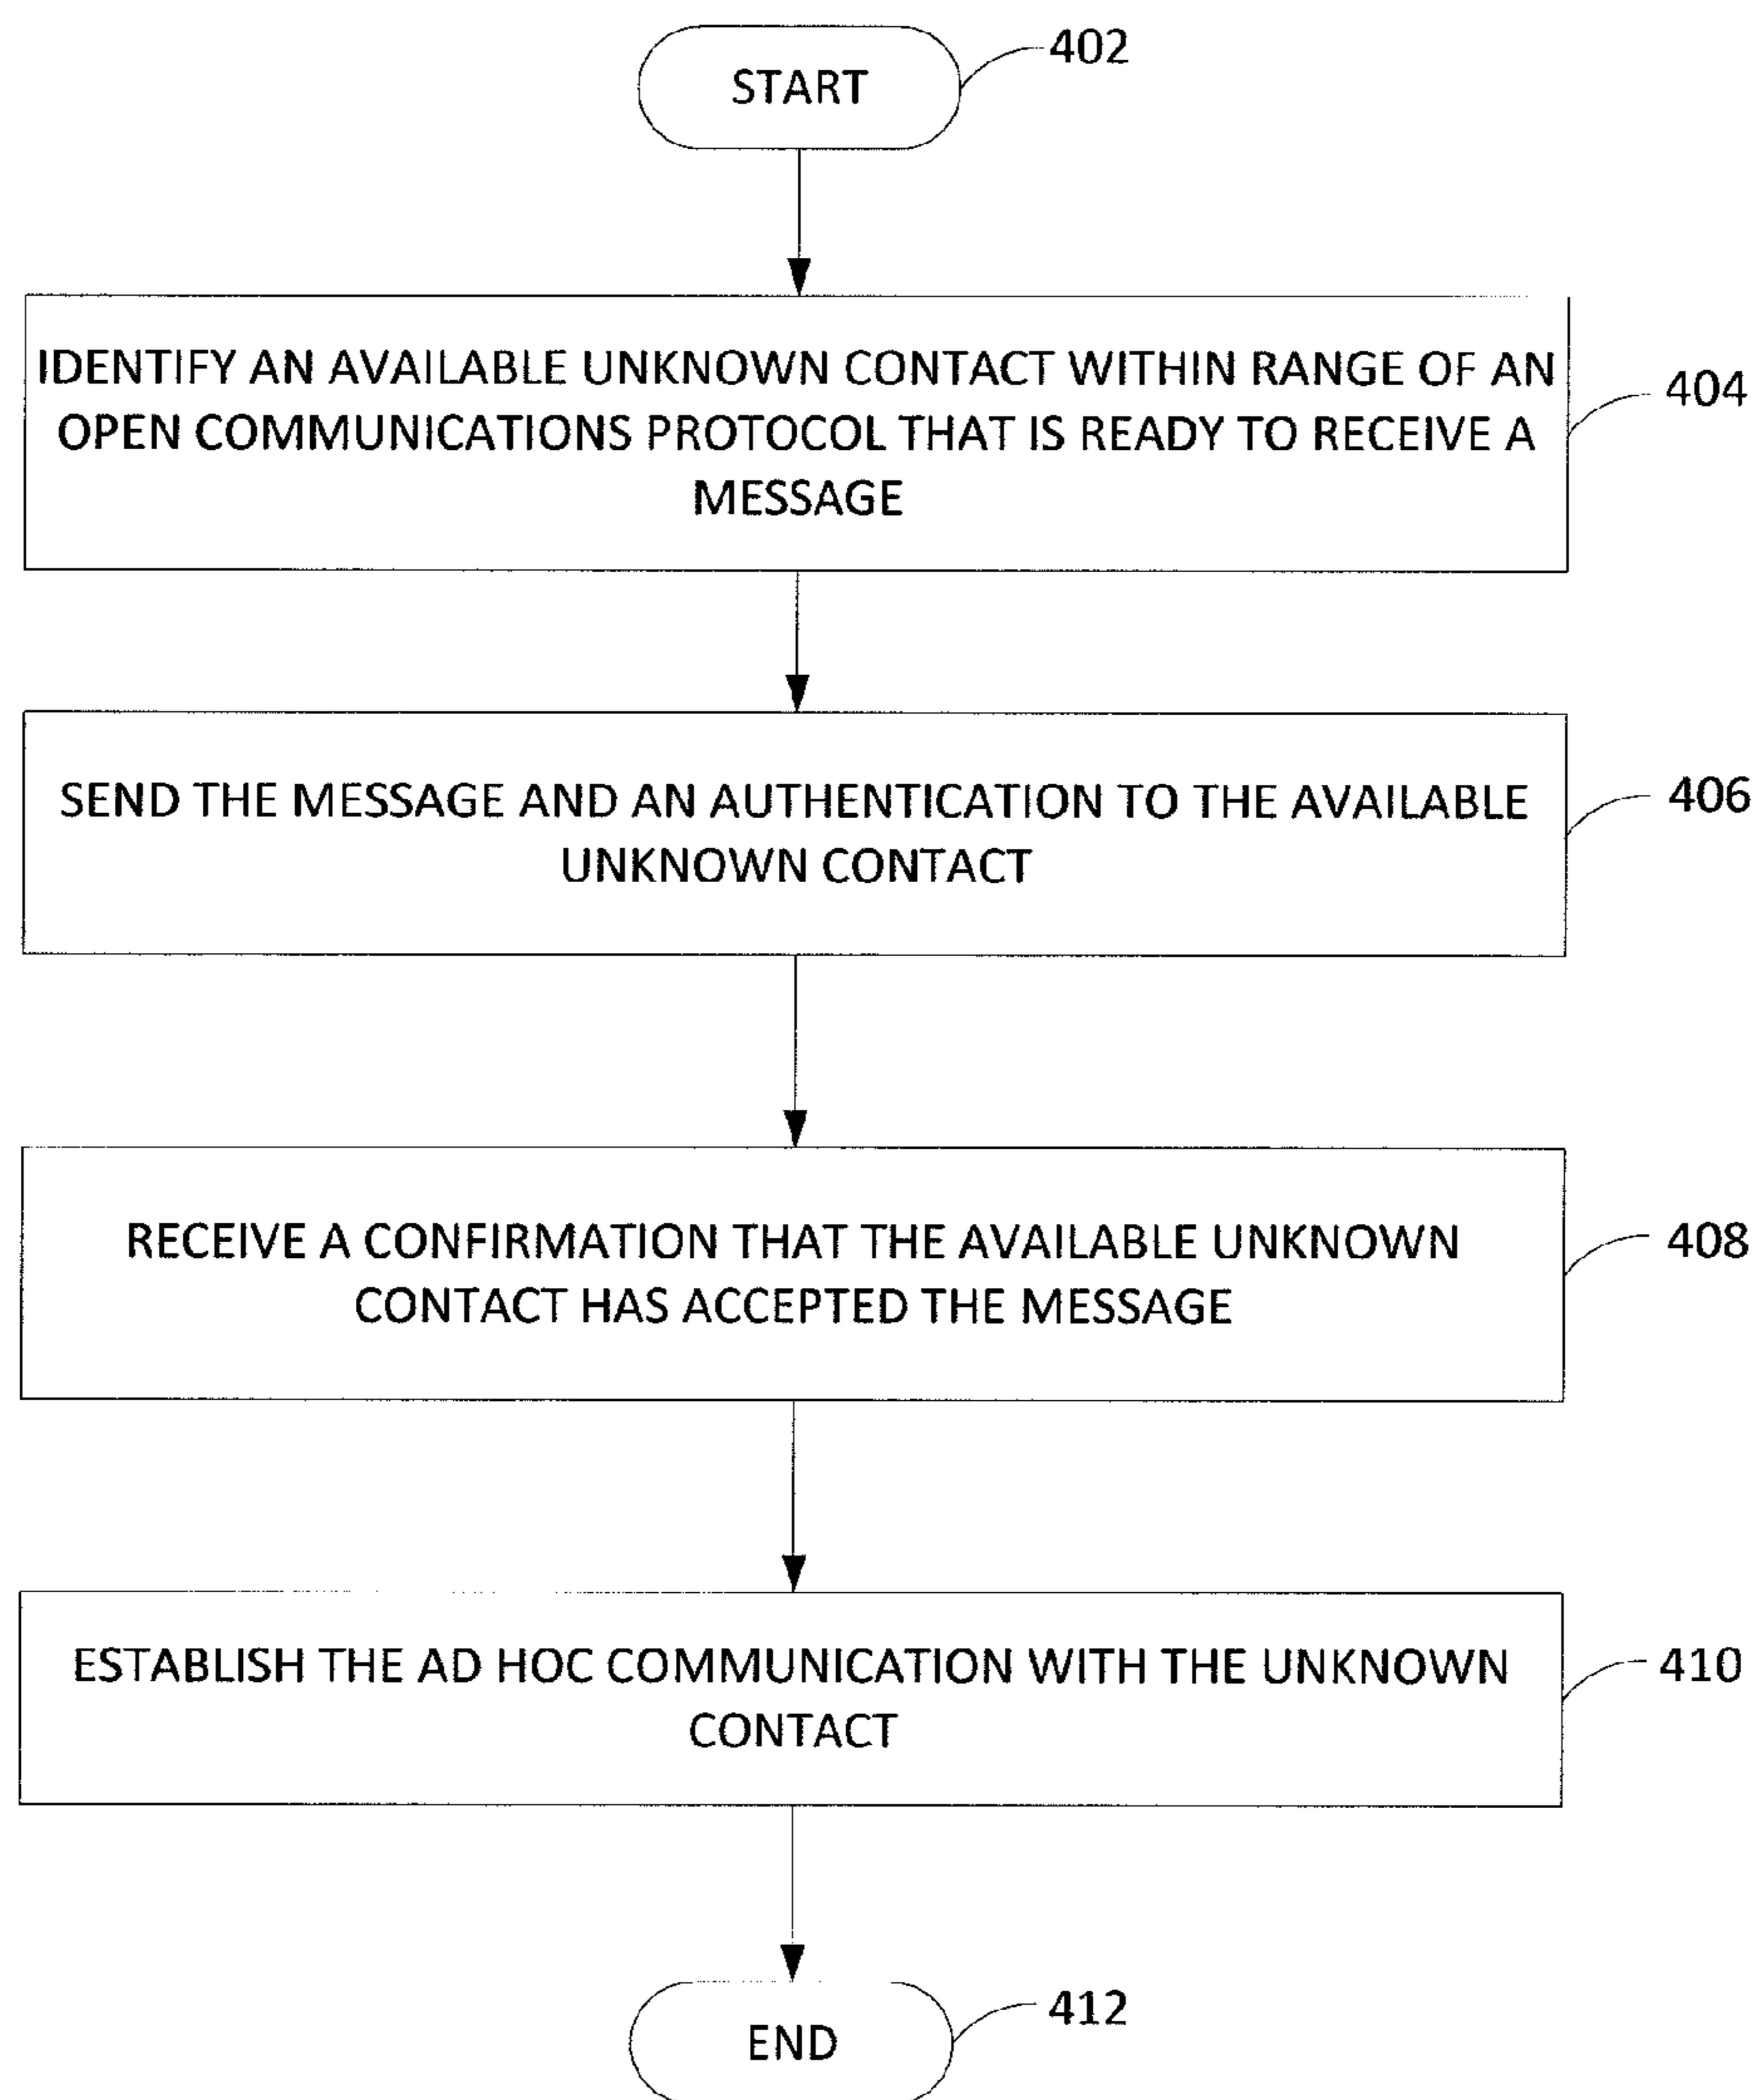 START
402
IDENTIFY AN AVAILABLE UNKNOWN CONTACT WITHIN RANGE OF AN
OPEN COMMUNICATIONS PROTOCOL THAT IS READY TO RECEIVE A
MESSAGE
404
SEND THE MESSAGE AND AN AUTHENTICATION TO THE AVAILABLE
UNKNOWN CONTACT
406
RECEIVE A CONFIRMATION THAT THE AVAILABLE UNKNOWN
CONTACT HAS ACCEPTED THE MESSAGE
408
ESTABLISH THE AD HOC COMMUNICATION WITH THE UNKNOWN
CONTACT
410
END
412